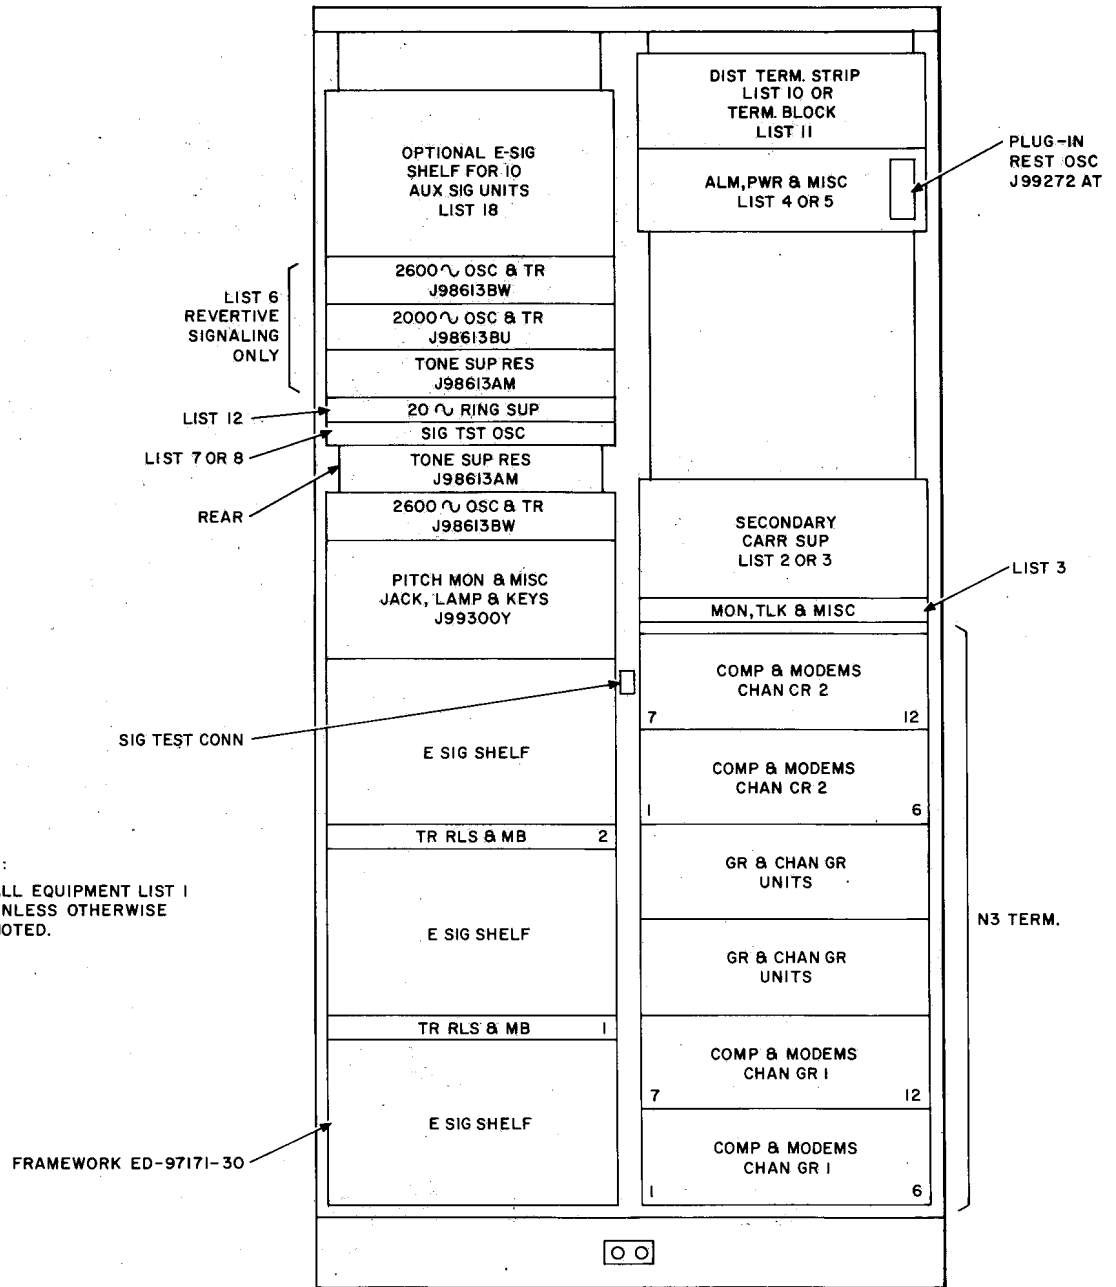 DIST TERM. STRIP
LIST 10 OR
TERM. BLOCK
LIST 11
PLUG-IN
REST OSC
J99272 AT
ALM, PWR & MISC
LIST 4 OR 5
OPTIONAL E-SIG
SHELF FOR 10
AUX SIG UNITS
LIST 18
2600 ∿ OSC & TR
J98613BW
LIST 6
REVERTIVE
SIGNALING
ONLY
2000 ∿ OSC & TR
J98613BU
TONE SUP RES
J98613AM
LIST 12
20 ∿ RING SUP
LIST 7 OR 8
SIG TST OSC
TONE SUP RES
J98613AM
REAR
2600 ∿ OSC & TR
J98613BW
SECONDARY
CARR SUP
LIST 2 OR 3
LIST 3
PITCH MON & MISC
JACK, LAMP & KEYS
J99300Y
MON, TLK & MISC
COMP & MODEMS
CHAN CR 2
7 12
SIG TEST CONN
E SIG SHELF
COMP & MODEMS
CHAN CR 2
1 6
TR RLS & MB 2
GR & CHAN GR
UNITS
:
LL EQUIPMENT LIST 1
NLESS OTHERWISE
OTED.
E SIG SHELF
N3 TERM.
GR & CHAN GR
UNITS
TR RLS & MB 1
COMP & MODEMS
CHAN GR 1
7 12
E SIG SHELF
FRAMEWORK ED-97171-30
COMP & MODEMS
CHAN GR 1
1 6